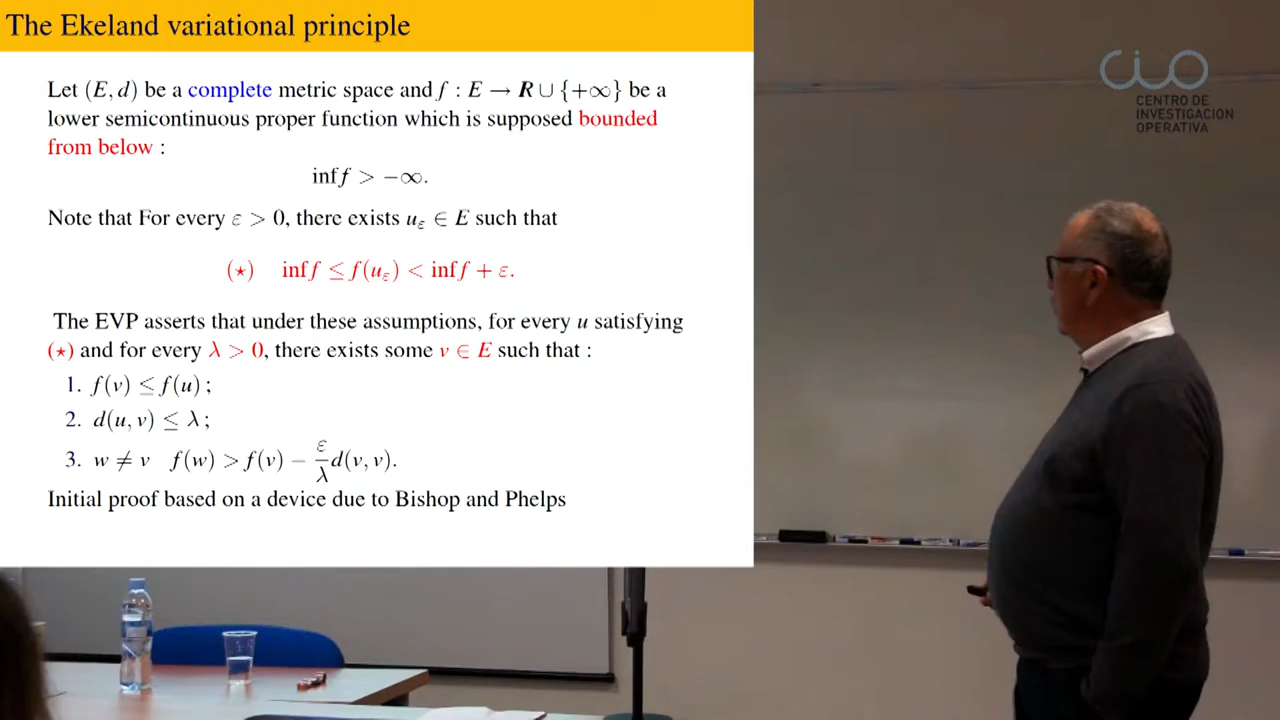 The Ekeland variational principle
Let (E, d) be a complete metric space and f : E → R ∪ {+∞} be a
lower semicontinuous proper function which is supposed bounded
from below :
inf f > −∞.
Note that For every ε > 0, there exists u_ε ∈ E such that
(⋆) inf f ≤ f(u_ε) < inf f + ε.
The EVP asserts that under these assumptions, for every u satisfying
(⋆) and for every λ > 0, there exists some v ∈ E such that :
1. f(v) ≤ f(u) ;
2. d(u, v) ≤ λ ;
3. w ≠ v f(w) > f(v) − ε/λ d(v, v).
Initial proof based on a device due to Bishop and Phelps
CIO
CENTRO DE
INVESTIGACION
OPERATIVA